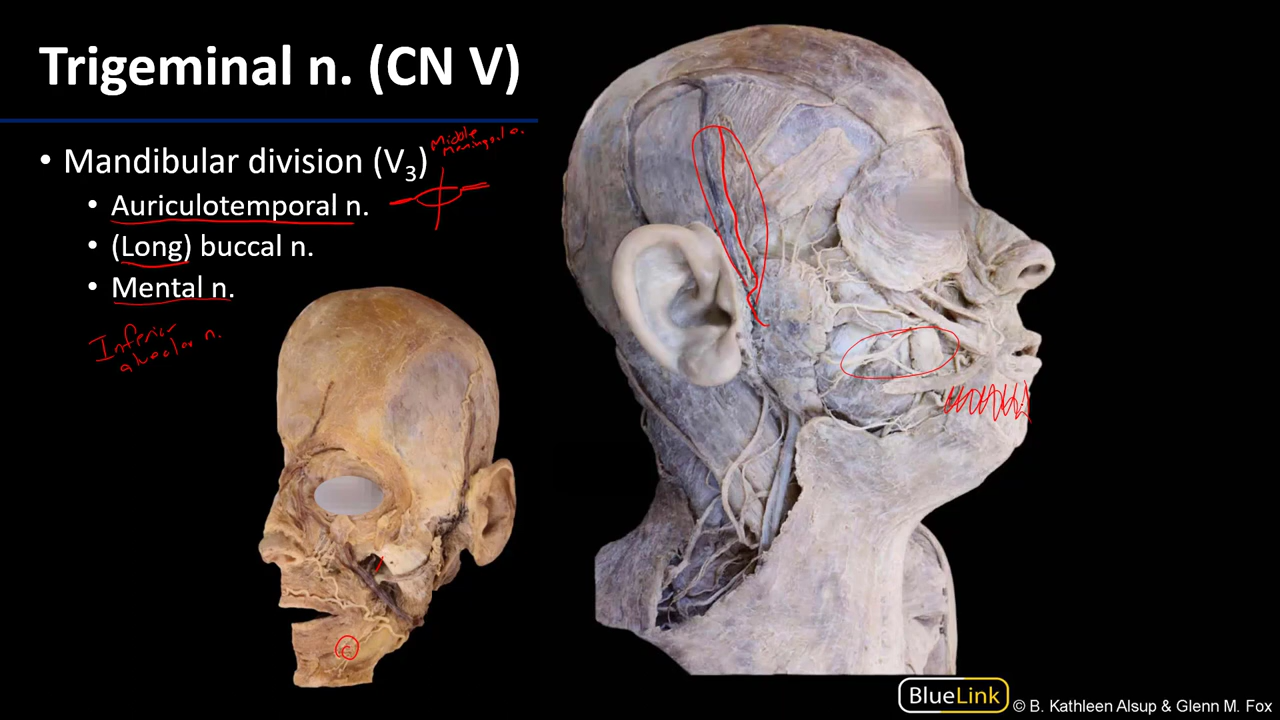 Trigeminal n. (CN V)
• Mandibular division (V₃)
Middle
Meningeal a.
• Auriculotemporal n.
• (Long) buccal n.
• Mental n.
Inferior
alveolar n.
BlueLink
© B. Kathleen Alsup & Glenn M. Fox